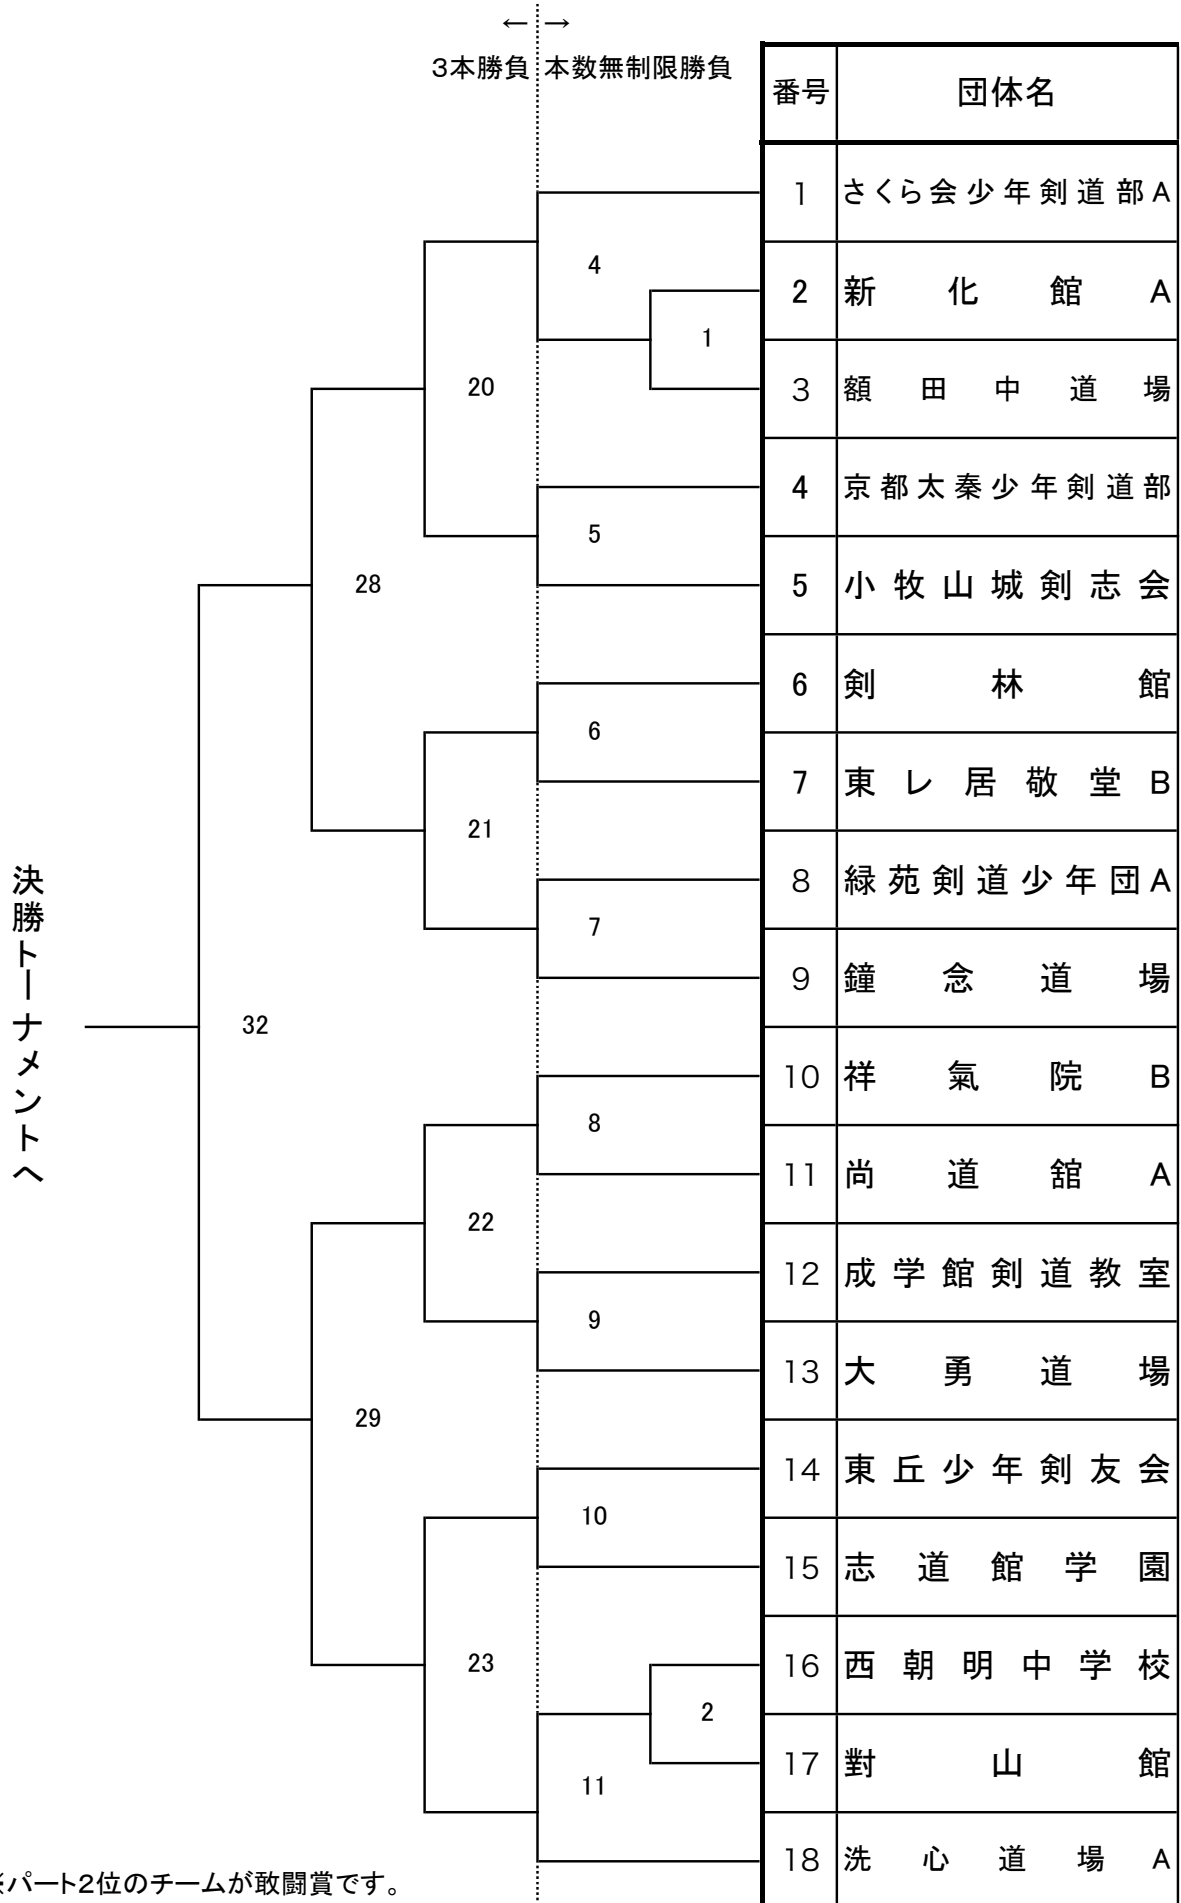 ← →
3本勝負 本数無制限勝負
番号 団体名
1 さくら会少年剣道部A
4
2 新化館A
1
20
3 額田中道場
4 京都太秦少年剣道部
5
28
5 小牧山城剣志会
6 剣林館
6
7 東レ居敬堂B
21
8 緑苑剣道少年団A
7
9 鐘念道場
決勝トーナメントへ
32
10 祥氣院B
8
11 尚道舘A
22
12 成学館剣道教室
9
13 大勇道場
29
14 東丘少年剣友会
10
15 志道館学園
23
16 西朝明中学校
2
17 對山館
11
18 洗心道場A
※パート2位のチームが敢闘賞です。